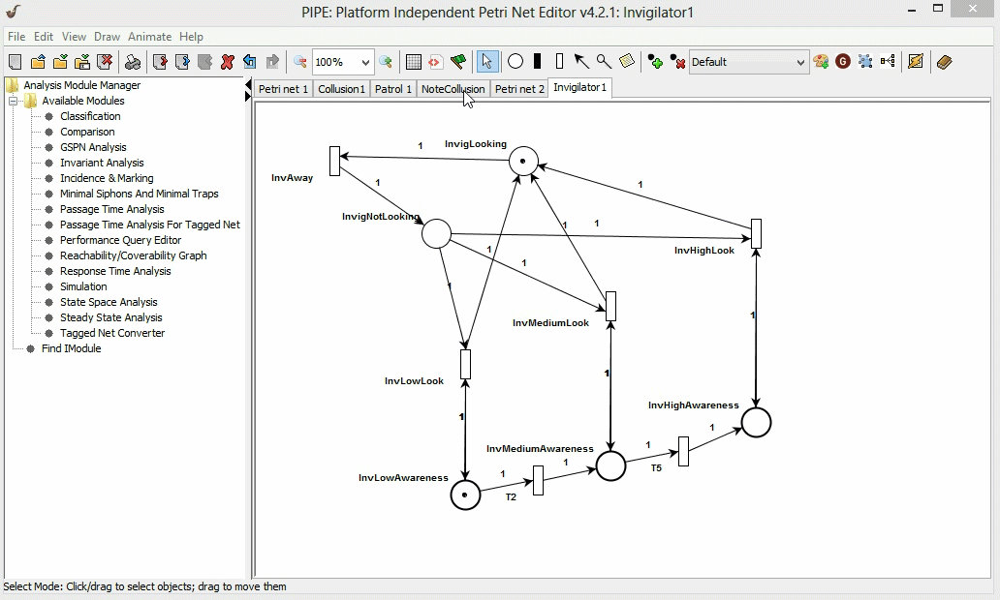 PIPE: Platform Independent Petri Net Editor v4.2.1: Invigilator1
File Edit View Draw Animate Help
100%
Default
G
Analysis Module Manager
Available Modules
Classification
Comparison
GSPN Analysis
Invariant Analysis
Incidence & Marking
Minimal Siphons And Minimal Traps
Passage Time Analysis
Passage Time Analysis For Tagged Net
Performance Query Editor
Reachability/Coverability Graph
Response Time Analysis
Simulation
State Space Analysis
Steady State Analysis
Tagged Net Converter
Find IModule
Petri net 1 Collusion1 Patrol 1 NoteCollusion Petri net 2 Invigilator1
1
InvigLooking
InvAway
1
1
InvigNotLooking
1
1
InvHighLook
1
1
1
InvMediumLook
1
1
InvLowLook
1
InvHighAwareness
1
1
InvMediumAwareness
1
T5
1
InvLowAwareness
1
T2
Select Mode: Click/drag to select objects; drag to move them